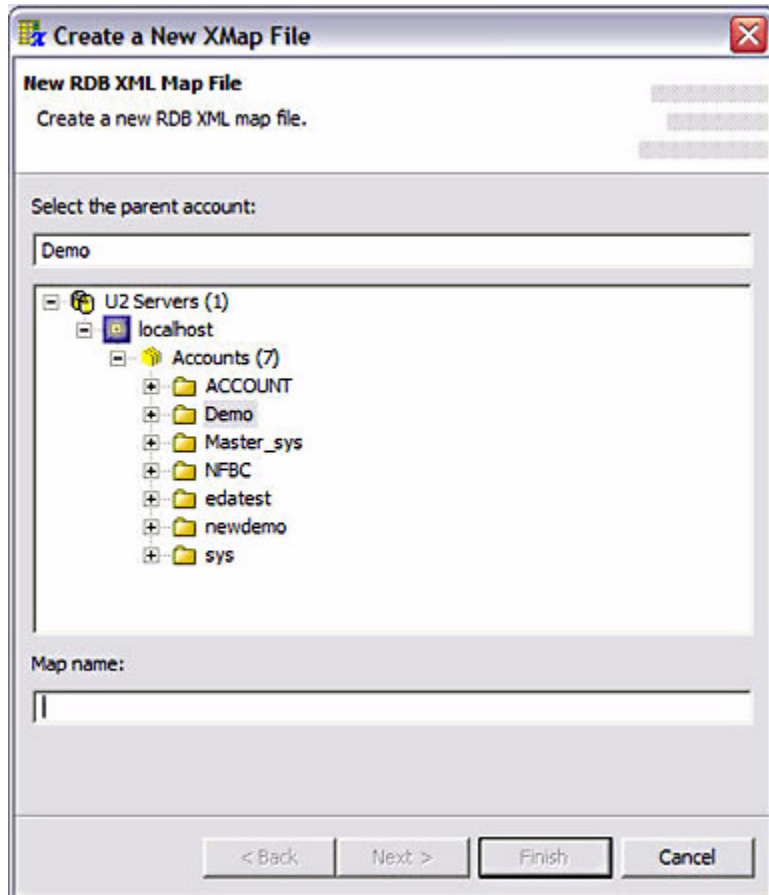 Create a New XMap File
New RDB XML Map File
Create a new RDB XML map file.
Select the parent account:
Demo
U2 Servers (1)
localhost
Accounts (7)
ACCOUNT
Demo
Master_sys
NFBC
edatest
newdemo
sys
Map name:
< Back Next > Finish Cancel